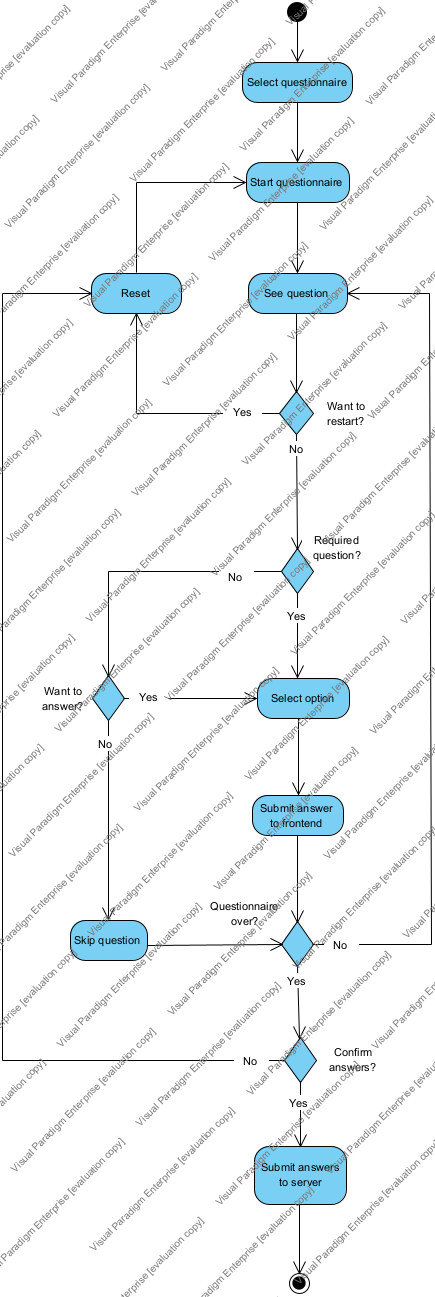 Select questionnaire
Start questionnaire
Reset
See question
Yes
Want to
restart?
No
Required
question?
No
Yes
Want to
answer?
Yes
Select option
No
Submit answer
to frontend
Questionnaire
over?
Skip question
No
Yes
Confirm
answers?
No
Yes
Submit answers
to server
Visual Paradigm Enterprise [evaluation copy]